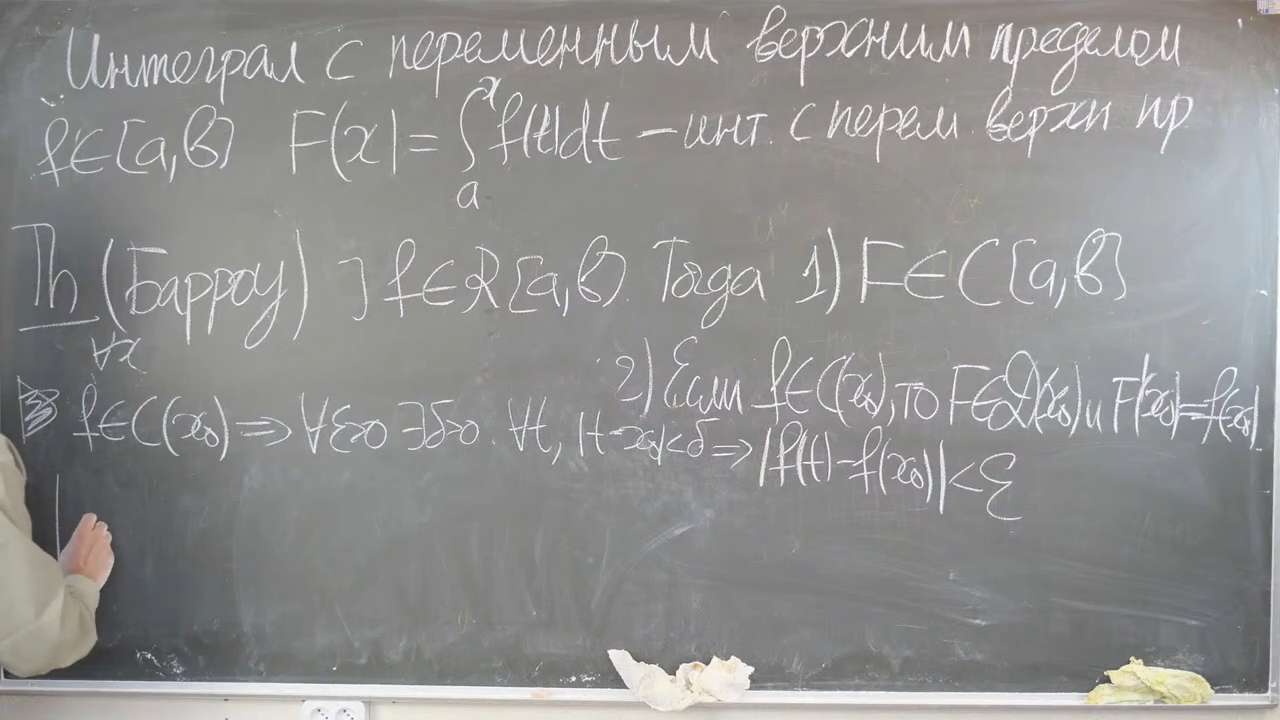 Интеграл с переменным верхним пределом
f∈[a,b] F(x)=∫ₐˣ f(t)dt – инт. с перем. верхн пр.
Th (Барроу) ] f∈R[a,b]. Тогда 1) F∈C[a,b]
2) Если f∈C(x₀), то F∈D(x₀) и F'(x₀)=f(x₀)
∀x
f∈C(x₀) ⇒ ∀ε>0 ∃δ>0. ∀t, |t-x₀|<δ ⇒ |f(t)-f(x₀)|<ε